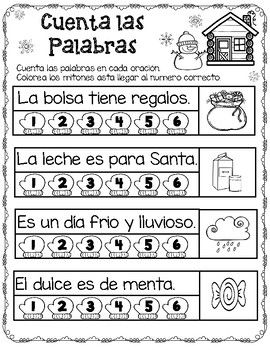 Cuenta las
Palabras
Cuenta las palabras en cada oracion.
Colorea los mitones asta llegar al numero correcto
La bolsa tiene regalos.
1 2 3 4 5 6
La leche es para Santa.
1 2 3 4 5 6
Es un día frio y lluvioso.
1 2 3 4 5 6
El dulce es de menta.
1 2 3 4 5 6